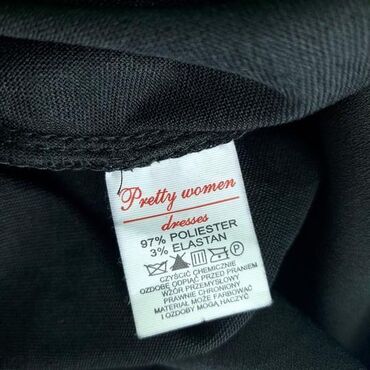 Pretty women
dresses
97% POLIESTER
3% ELASTAN
P
CZYŚCIĆ CHEMICZNIE
OZDOBĘ ODPIĄĆ PRZED PRANIEM
WZÓR PRZEMYSŁOWY
PRAWNIE CHRONIONY
MATERIAŁ MOŻE FARBOWAĆ
I OZDOBY MOGĄ HACZYĆ